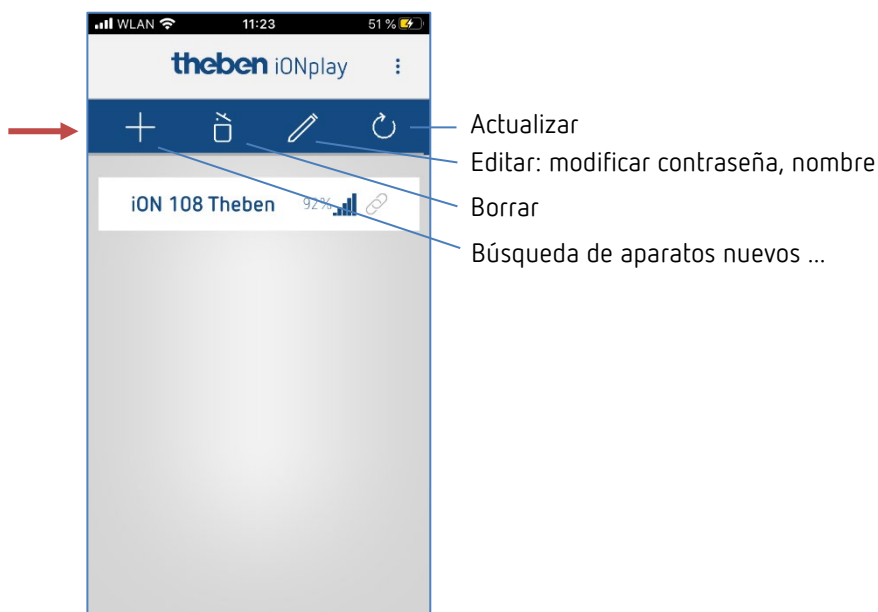 WLAN 11:23 51 %
theben iONplay
Actualizar
Editar: modificar contraseña, nombre
iON 108 Theben 92%
Borrar
Búsqueda de aparatos nuevos ...